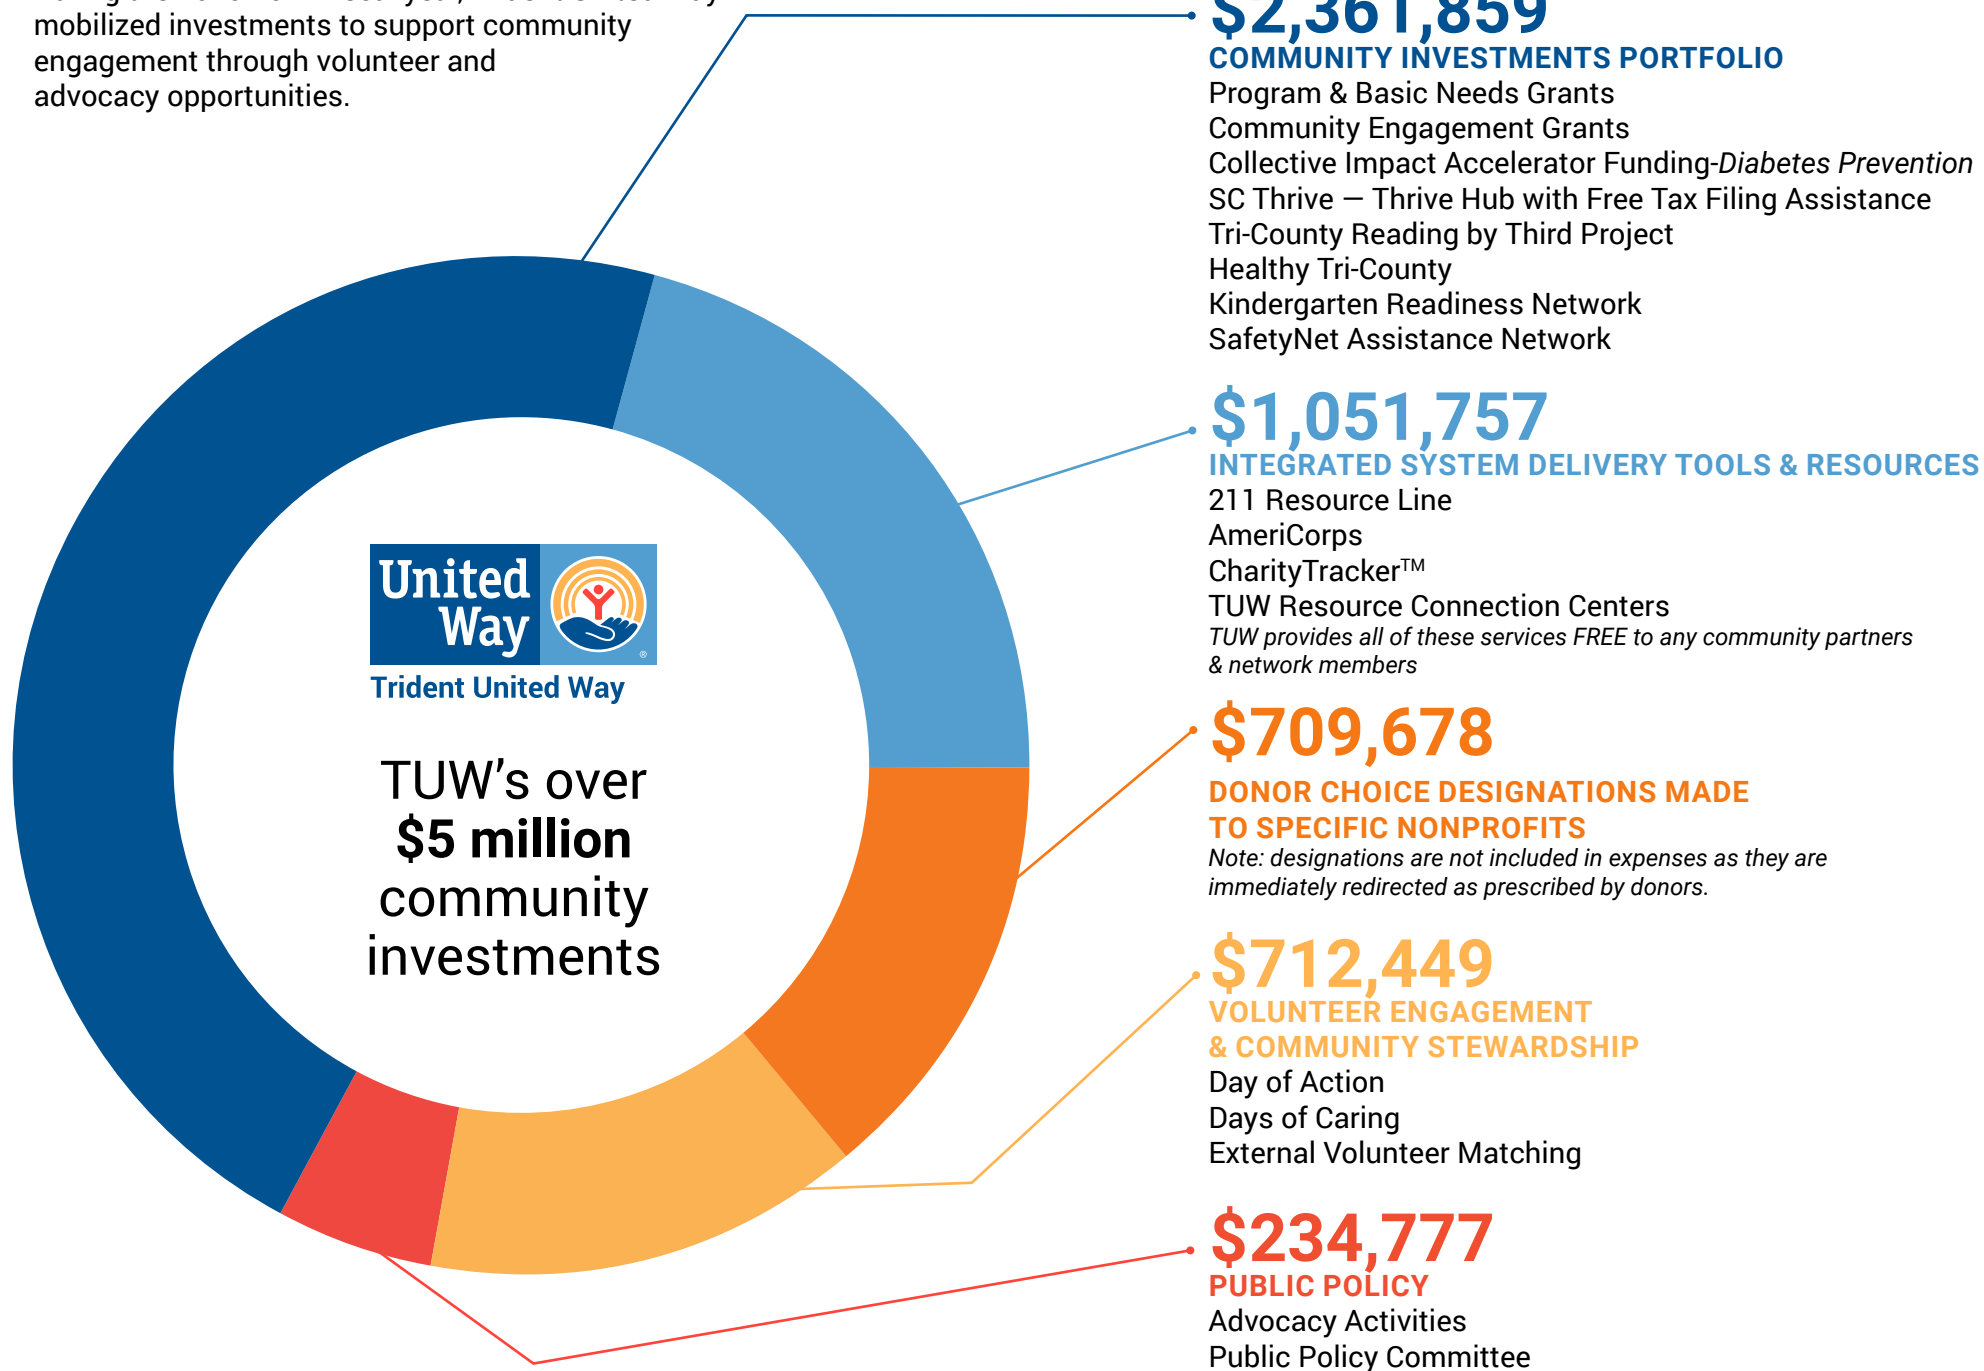 mobilized investments to support community
engagement through volunteer and
advocacy opportunities.
$2,361,859
COMMUNITY INVESTMENTS PORTFOLIO
Program & Basic Needs Grants
Community Engagement Grants
Collective Impact Accelerator Funding-Diabetes Prevention
SC Thrive — Thrive Hub with Free Tax Filing Assistance
Tri-County Reading by Third Project
Healthy Tri-County
Kindergarten Readiness Network
SafetyNet Assistance Network
$1,051,757
INTEGRATED SYSTEM DELIVERY TOOLS & RESOURCES
211 Resource Line
AmeriCorps
CharityTracker™
TUW Resource Connection Centers
TUW provides all of these services FREE to any community partners
& network members
$709,678
DONOR CHOICE DESIGNATIONS MADE
TO SPECIFIC NONPROFITS
Note: designations are not included in expenses as they are
immediately redirected as prescribed by donors.
$712,449
VOLUNTEER ENGAGEMENT
& COMMUNITY STEWARDSHIP
Day of Action
Days of Caring
External Volunteer Matching
$234,777
PUBLIC POLICY
Advocacy Activities
Public Policy Committee
United
Way
®
Trident United Way
TUW's over
$5 million
community
investments